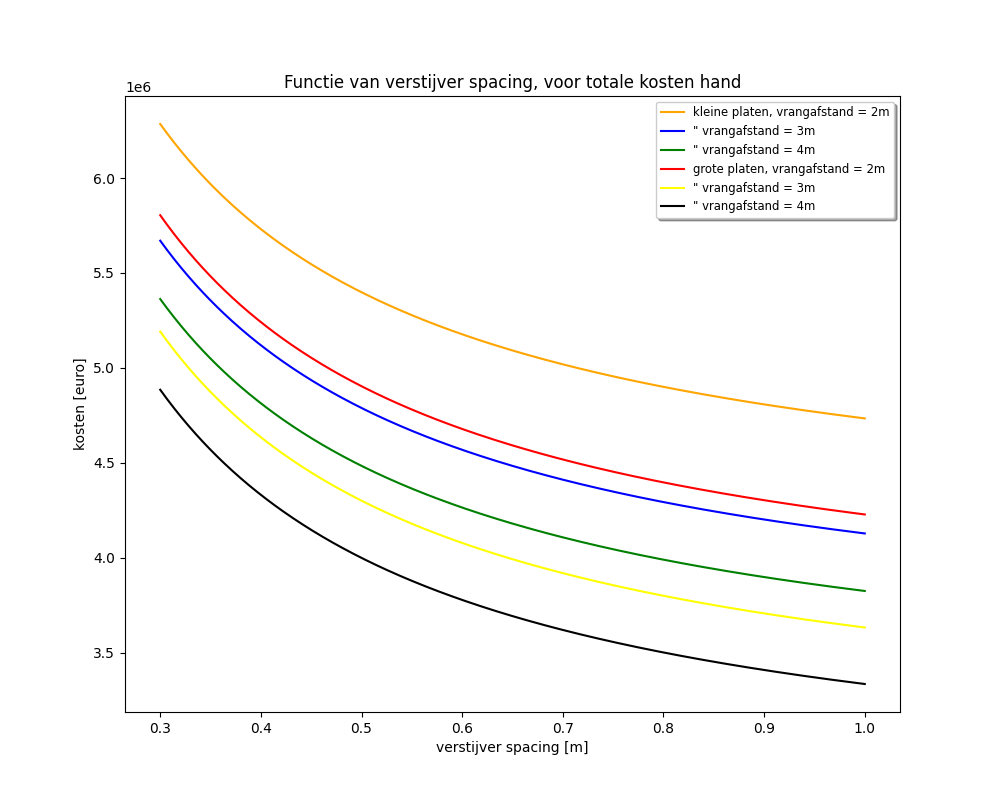 Functie van verstijver spacing, voor totale kosten hand
1e6
kleine platen, vrangafstand = 2m
" vrangafstand = 3m
" vrangafstand = 4m
grote platen, vrangafstand = 2m
" vrangafstand = 3m
" vrangafstand = 4m
6.0
5.5
5.0
4.5
4.0
3.5
kosten [euro]
0.3 0.4 0.5 0.6 0.7 0.8 0.9 1.0
verstijver spacing [m]